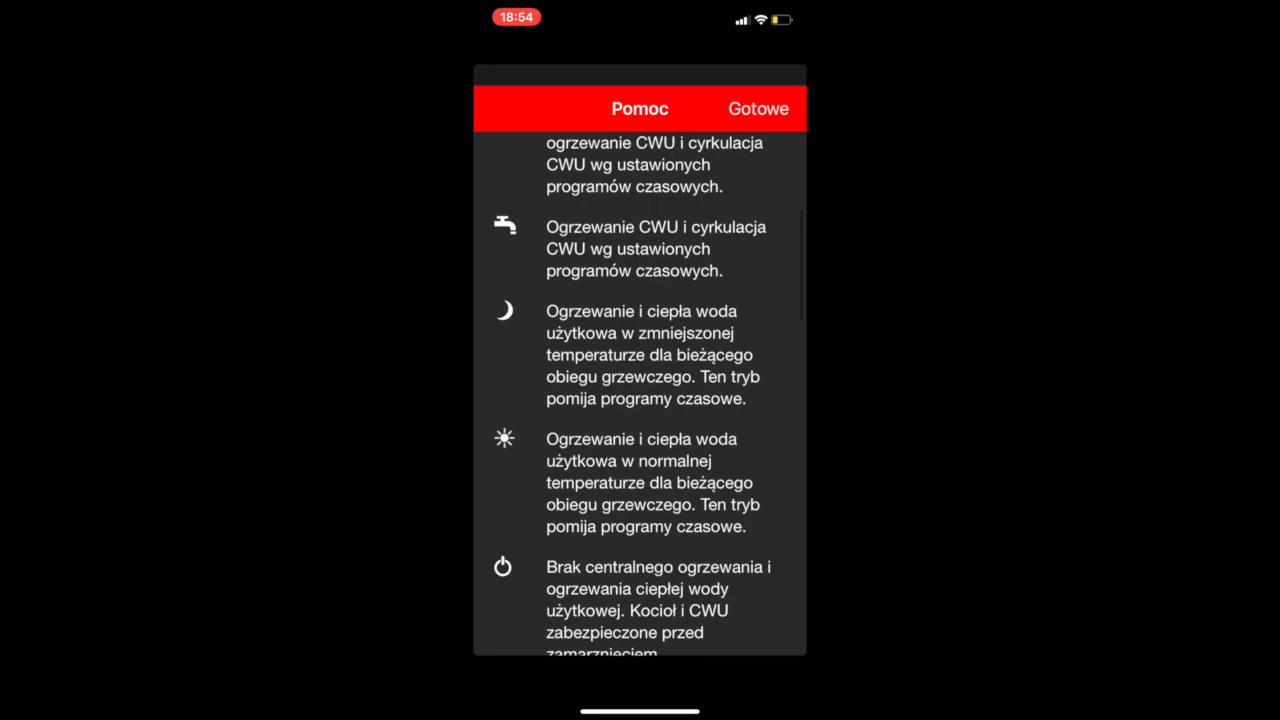 18:54
Pomoc
Gotowe
ogrzewanie CWU i cyrkulacja
CWU wg ustawionych
programów czasowych.
Ogrzewanie CWU i cyrkulacja
CWU wg ustawionych
programów czasowych.
Ogrzewanie i ciepła woda
użytkowa w zmniejszonej
temperaturze dla bieżącego
obiegu grzewczego. Ten tryb
pomija programy czasowe.
Ogrzewanie i ciepła woda
użytkowa w normalnej
temperaturze dla bieżącego
obiegu grzewczego. Ten tryb
pomija programy czasowe.
Brak centralnego ogrzewania i
ogrzewania ciepłej wody
użytkowej. Kocioł i CWU
zabezpieczone przed
zamarznięciem